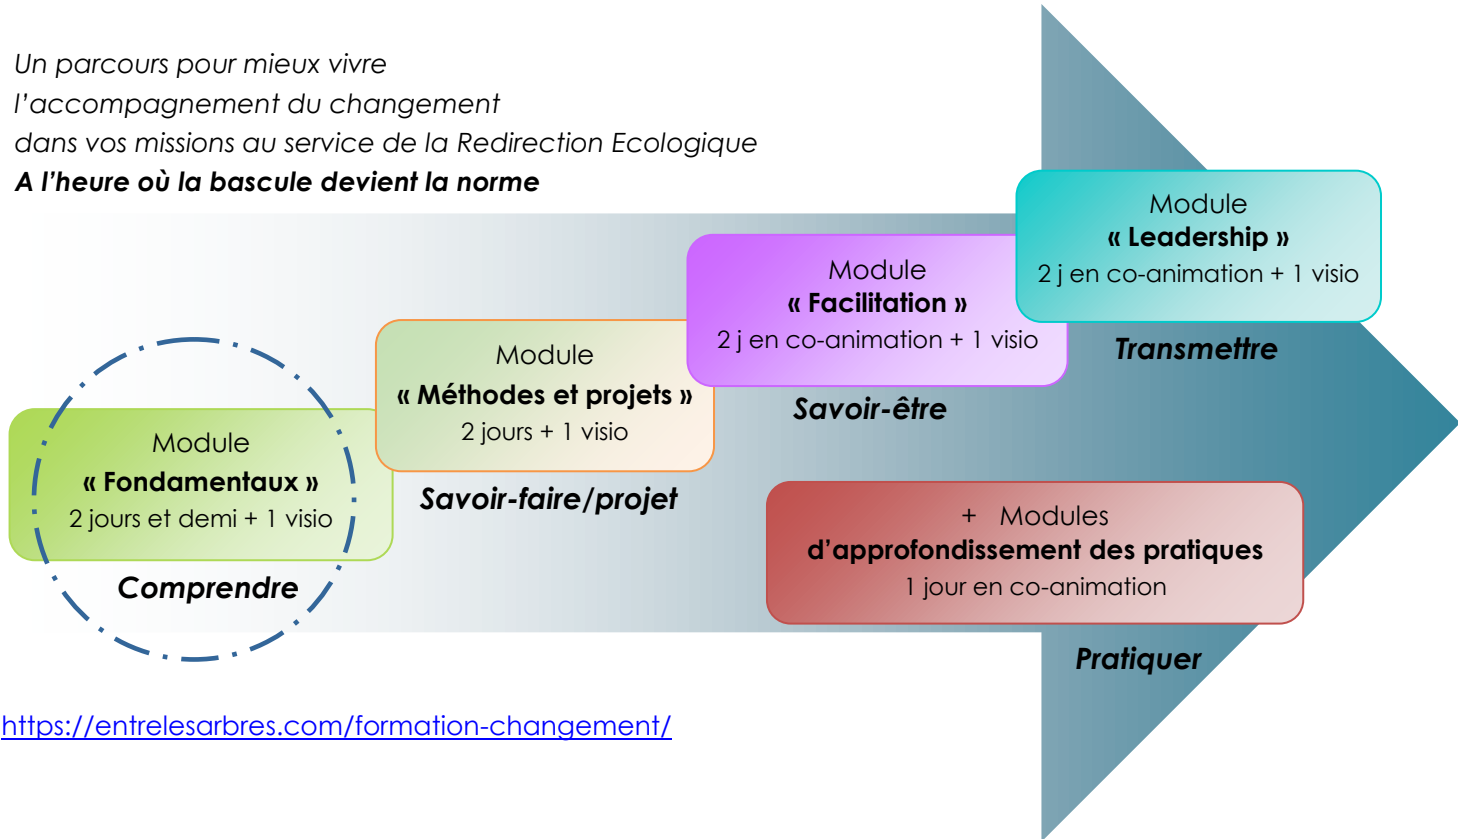 Un parcours pour mieux vivre
l’accompagnement du changement
dans vos missions au service de la Redirection Ecologique
A l’heure où la bascule devient la norme
Module
« Fondamentaux »
2 jours et demi + 1 visio
Comprendre
Module
« Méthodes et projets »
2 jours + 1 visio
Savoir-faire/projet
Module
« Facilitation »
2 j en co-animation + 1 visio
Savoir-être
Module
« Leadership »
2 j en co-animation + 1 visio
Transmettre
+ Modules
d’approfondissement des pratiques
1 jour en co-animation
Pratiquer
https://entrelesarbres.com/formation-changement/